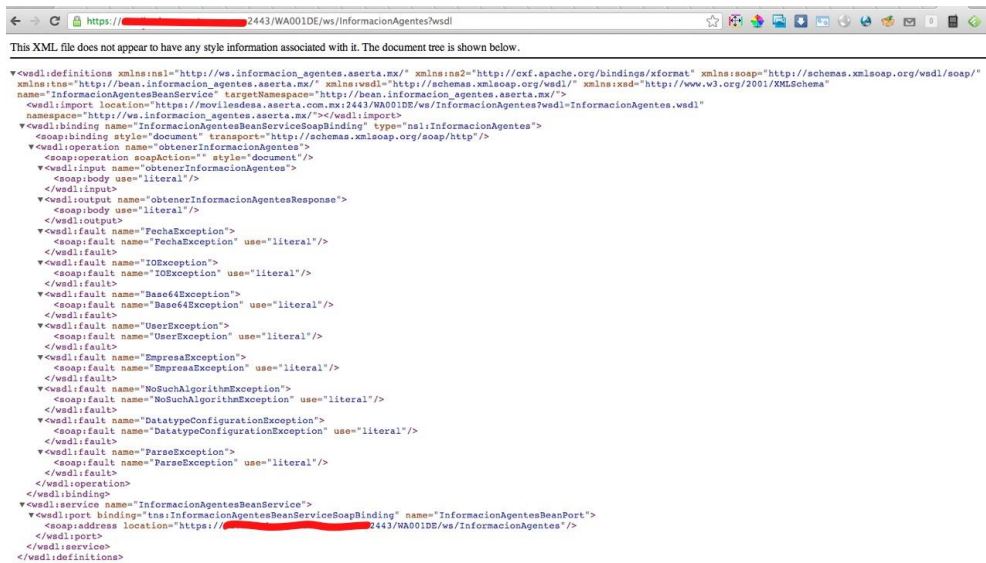 https:// 2443/WA001DE/ws/InformacionAgentes?wsdl
This XML file does not appear to have any style information associated with it. The document tree is shown below.
▼<wsdl:definitions xmlns:ns1="http://ws.informacion_agentes.aserta.mx/" xmlns:ns2="http://cxf.apache.org/bindings/xformat" xmlns:soap="http://schemas.xmlsoap.org/wsdl/soap/"
xmlns:tns="http://bean.informacion_agentes.aserta.mx/" xmlns:wsdl="http://schemas.xmlsoap.org/wsdl/" xmlns:xsd="http://www.w3.org/2001/XMLSchema"
name="InformacionAgentesBeanService" targetNamespace="http://bean.informacion_agentes.aserta.mx/">
<wsdl:import location="https://movilesdesa.aserta.com.mx:2443/WA001DE/ws/InformacionAgentes?wsdl=InformacionAgentes.wsdl"
namespace="http://ws.informacion_agentes.aserta.mx/"></wsdl:import>
▼<wsdl:binding name="InformacionAgentesBeanServiceSoapBinding" type="ns1:InformacionAgentes">
<soap:binding style="document" transport="http://schemas.xmlsoap.org/soap/http"/>
▼<wsdl:operation name="obtenerInformacionAgentes">
<soap:operation soapAction="" style="document"/>
▼<wsdl:input name="obtenerInformacionAgentes">
<soap:body use="literal"/>
</wsdl:input>
▼<wsdl:output name="obtenerInformacionAgentesResponse">
<soap:body use="literal"/>
</wsdl:output>
▼<wsdl:fault name="FechaException">
<soap:fault name="FechaException" use="literal"/>
</wsdl:fault>
▼<wsdl:fault name="IOException">
<soap:fault name="IOException" use="literal"/>
</wsdl:fault>
▼<wsdl:fault name="Base64Exception">
<soap:fault name="Base64Exception" use="literal"/>
</wsdl:fault>
▼<wsdl:fault name="UserException">
<soap:fault name="UserException" use="literal"/>
</wsdl:fault>
▼<wsdl:fault name="EmpresaException">
<soap:fault name="EmpresaException" use="literal"/>
</wsdl:fault>
▼<wsdl:fault name="NoSuchAlgorithmException">
<soap:fault name="NoSuchAlgorithmException" use="literal"/>
</wsdl:fault>
▼<wsdl:fault name="DatatypeConfigurationException">
<soap:fault name="DatatypeConfigurationException" use="literal"/>
</wsdl:fault>
▼<wsdl:fault name="ParseException">
<soap:fault name="ParseException" use="literal"/>
</wsdl:fault>
</wsdl:operation>
</wsdl:binding>
▼<wsdl:service name="InformacionAgentesBeanService">
▼<wsdl:port binding="tns:InformacionAgentesBeanServiceSoapBinding" name="InformacionAgentesBeanPort">
<soap:address location="https:// 2443/WA001DE/ws/InformacionAgentes"/>
</wsdl:port>
</wsdl:service>
</wsdl:definitions>